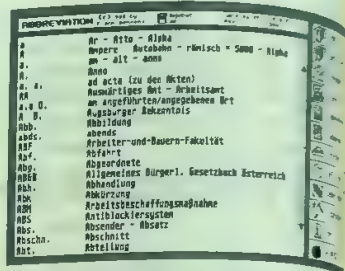 ABBREVIATION
a Ar - Atto - Alpha
A Ampere - Autobahn - römisch = 5000 - Alpha
a. am - alt - anno
A. Anno
a. a. ad acta (zu den Akten)
AA Auswärtiges Amt - Arbeitsamt
a.a O. am angeführten/angegebenen Ort
A B. Augsburger Bekenntnis
Abb. Abbildung
abds. abends
ABF Arbeiter-und-Bauern-Fakultät
Abf. Abfahrt
Abg. Abgeordnete
ABGB Allgemeines Bürgerl. Gesetzbuch Österreich
Abh. Abhandlung
Abk Abkürzung
ABM Arbeitsbeschaffungsmaßnahme
ABS Antiblockiersystem
Abs. Absender - Absatz
Abschn. Abschnitt
Abt. Abteilung